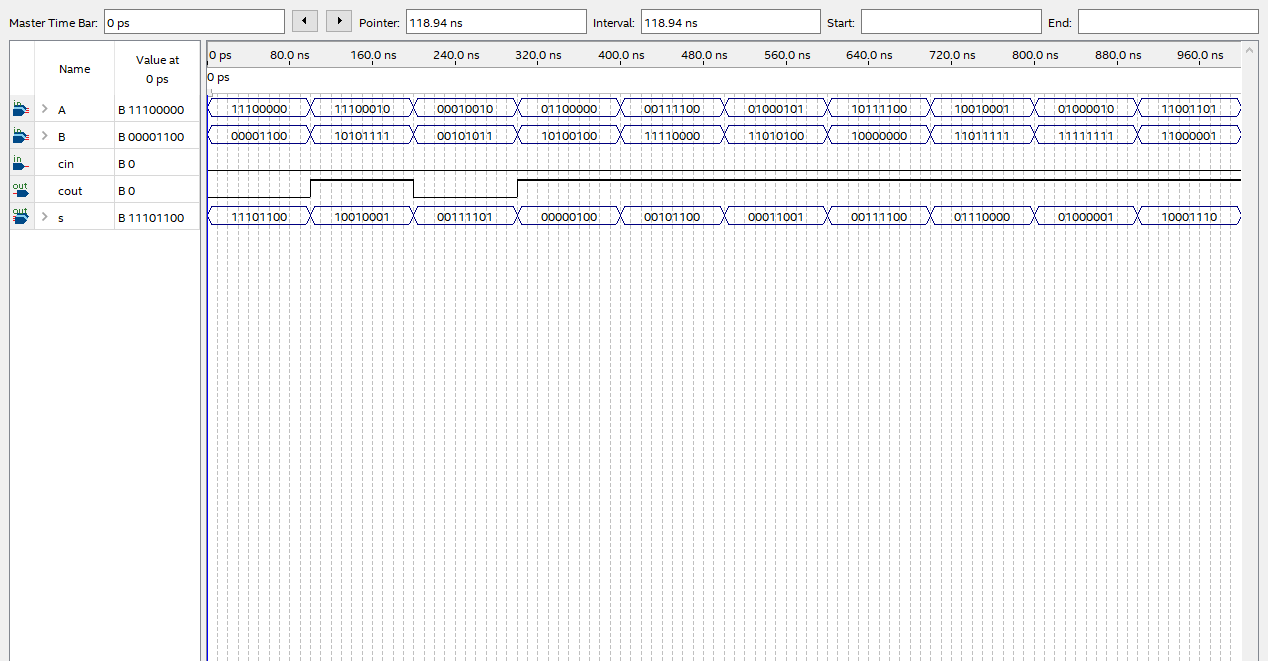 Master Time Bar: 0 ps Pointer: 118.94 ns Interval: 118.94 ns Start: End:
Name Value at 0 ps
0 ps 80.0 ns 160.0 ns 240.0 ns 320.0 ns 400.0 ns 480.0 ns 560.0 ns 640.0 ns 720.0 ns 800.0 ns 880.0 ns 960.0 ns
0 ps
in A B 11100000 11100000 11100010 00010010 01100000 00111100 01000101 10111100 10010001 01000010 11001101
in B B 00001100 00001100 10101111 00101011 10100100 11110000 11010100 10000000 11011111 11111111 11000001
in cin B 0
out cout B 0
out s B 11101100 11101100 10010001 00111101 00000100 00101100 00011001 00111100 01110000 01000001 10001110